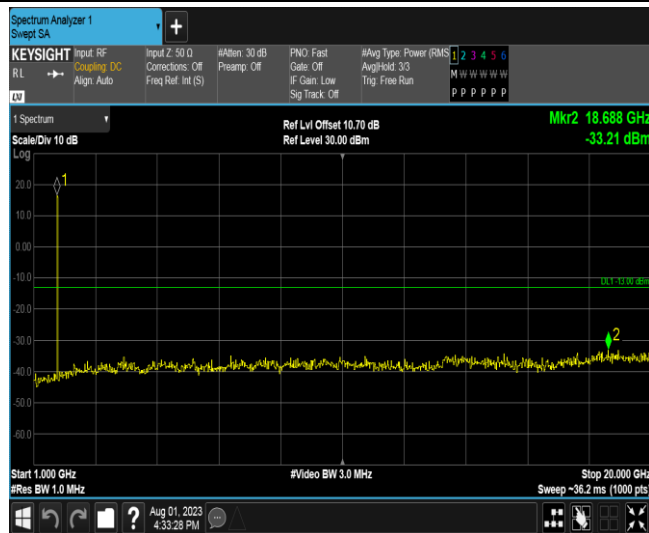 Spectrum Analyzer 1
Swept SA
+
KEYSIGHT
RL
LXI
Input: RF
Coupling: DC
Align: Auto
Input Z: 50 Ω
Corrections: Off
Freq Ref: Int (S)
#Atten: 30 dB
Preamp: Off
PNO: Fast
Gate: Off
IF Gain: Low
Sig Track: Off
#Avg Type: Power (RMS
Avg|Hold: 3/3
Trig: Free Run
1 2 3 4 5 6
M W W W W W
P P P P P P
1 Spectrum
Scale/Div 10 dB
Log
Ref Lvl Offset 10.70 dB
Ref Level 30.00 dBm
Mkr2 18.688 GHz
-33.21 dBm
20.0
10.0
0.00
-10.0
-20.0
-30.0
-40.0
-50.0
-60.0
1
DL1 -13.00 dBm
2
Start 1.000 GHz
#Res BW 1.0 MHz
#Video BW 3.0 MHz
Stop 20.000 GHz
Sweep ~36.2 ms (1000 pts)
?
Aug 01, 2023
4:33:28 PM